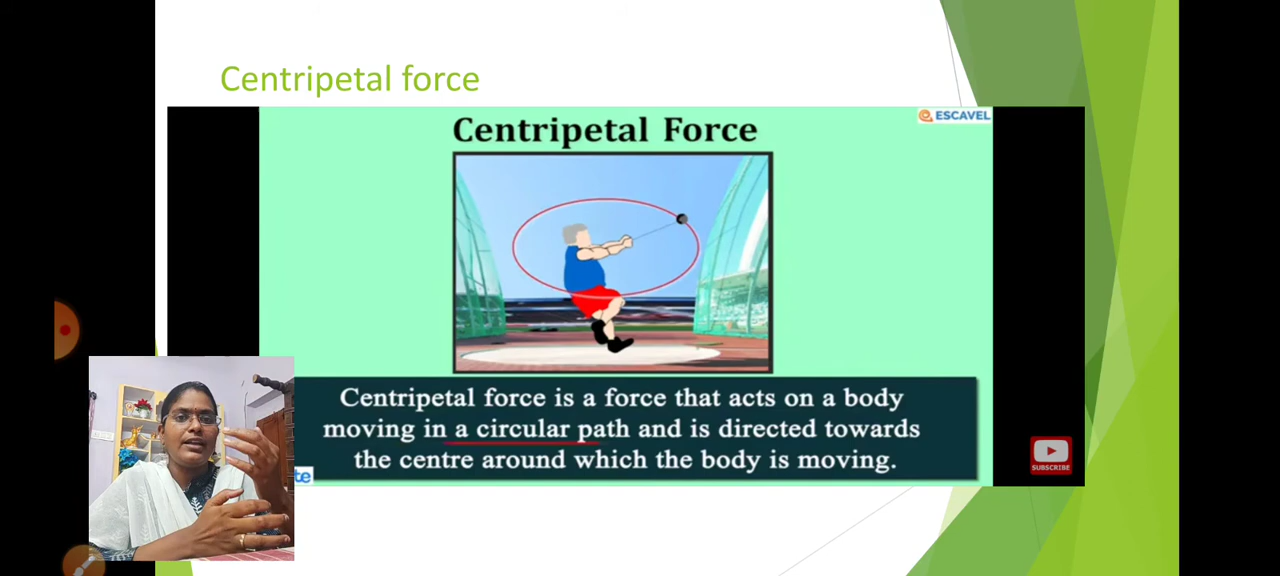 Centripetal force
ESCAVEL
Centripetal Force
Centripetal force is a force that acts on a body
moving in a circular path and is directed towards
the centre around which the body is moving.
te
SUBSCRIBE